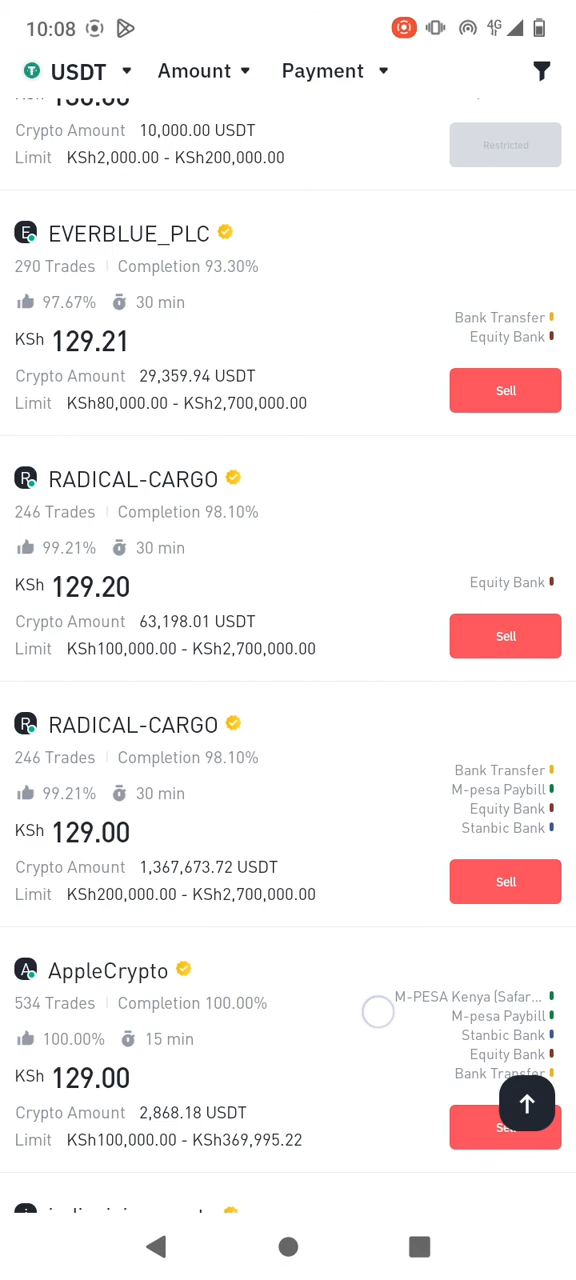 10:08
4G
USDT Amount Payment
Crypto Amount 10,000.00 USDT
Limit KSh2,000.00 - KSh200,000.00
Restricted
E EVERBLUE_PLC
290 Trades Completion 93.30%
97.67% 30 min
Bank Transfer
Equity Bank
KSh 129.21
Crypto Amount 29,359.94 USDT
Limit KSh80,000.00 - KSh2,700,000.00
Sell
R RADICAL-CARGO
246 Trades Completion 98.10%
99.21% 30 min
KSh 129.20
Equity Bank
Crypto Amount 63,198.01 USDT
Limit KSh100,000.00 - KSh2,700,000.00
Sell
R RADICAL-CARGO
246 Trades Completion 98.10%
99.21% 30 min
Bank Transfer
M-pesa Paybill
Equity Bank
Stanbic Bank
KSh 129.00
Crypto Amount 1,367,673.72 USDT
Limit KSh200,000.00 - KSh2,700,000.00
Sell
A AppleCrypto
534 Trades Completion 100.00%
100.00% 15 min
M-PESA Kenya (Safar...
M-pesa Paybill
Stanbic Bank
Equity Bank
Bank Transfer
KSh 129.00
Crypto Amount 2,868.18 USDT
Limit KSh100,000.00 - KSh369,995.22